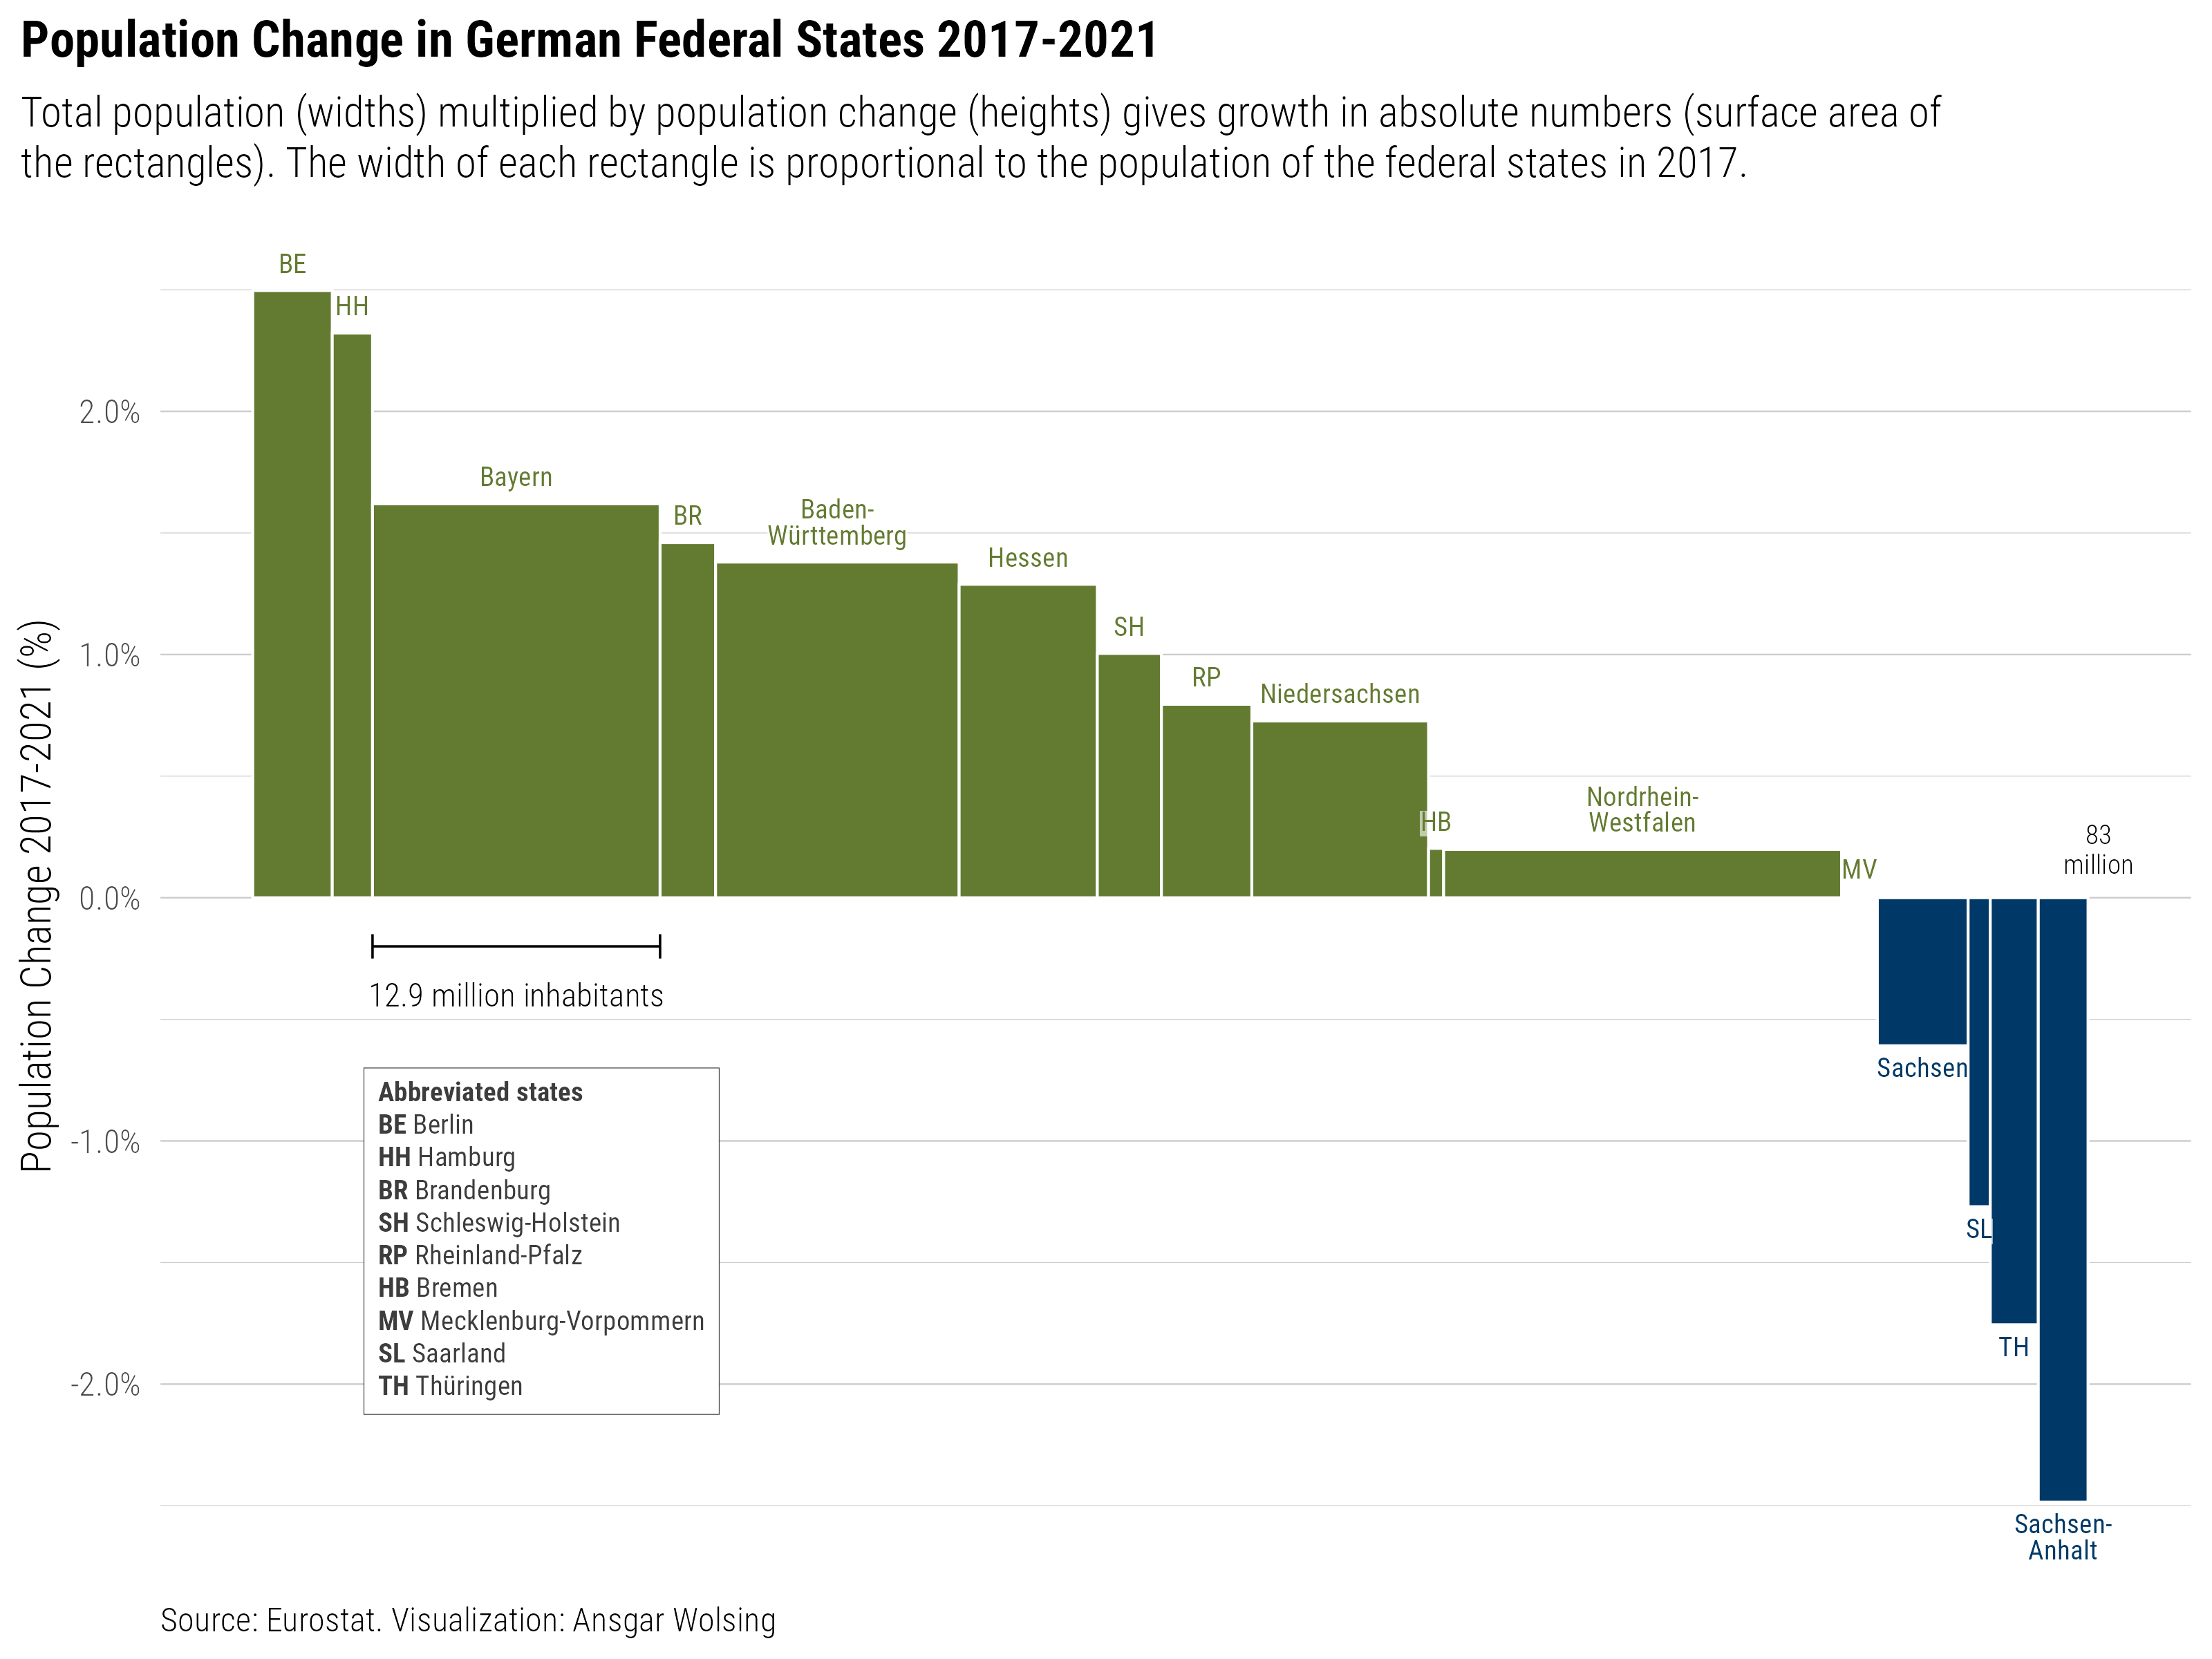 Population Change in German Federal States 2017-2021
Total population (widths) multiplied by population change (heights) gives growth in absolute numbers (surface area of
the rectangles). The width of each rectangle is proportional to the population of the federal states in 2017.
BE
HH
2.0%
Bayern
BR
Baden-
Württemberg
Hessen
1.0%
SH
RP
Niedersachsen
HB
Nordrhein-
Westfalen
MV
83
million
0.0%
Population Change 2017-2021 (%)
12.9 million inhabitants
Sachsen
Abbreviated states
BE Berlin
HH Hamburg
BR Brandenburg
SH Schleswig-Holstein
RP Rheinland-Pfalz
HB Bremen
MV Mecklenburg-Vorpommern
SL Saarland
TH Thüringen
-1.0%
SL
TH
-2.0%
Sachsen-
Anhalt
Source: Eurostat. Visualization: Ansgar Wolsing